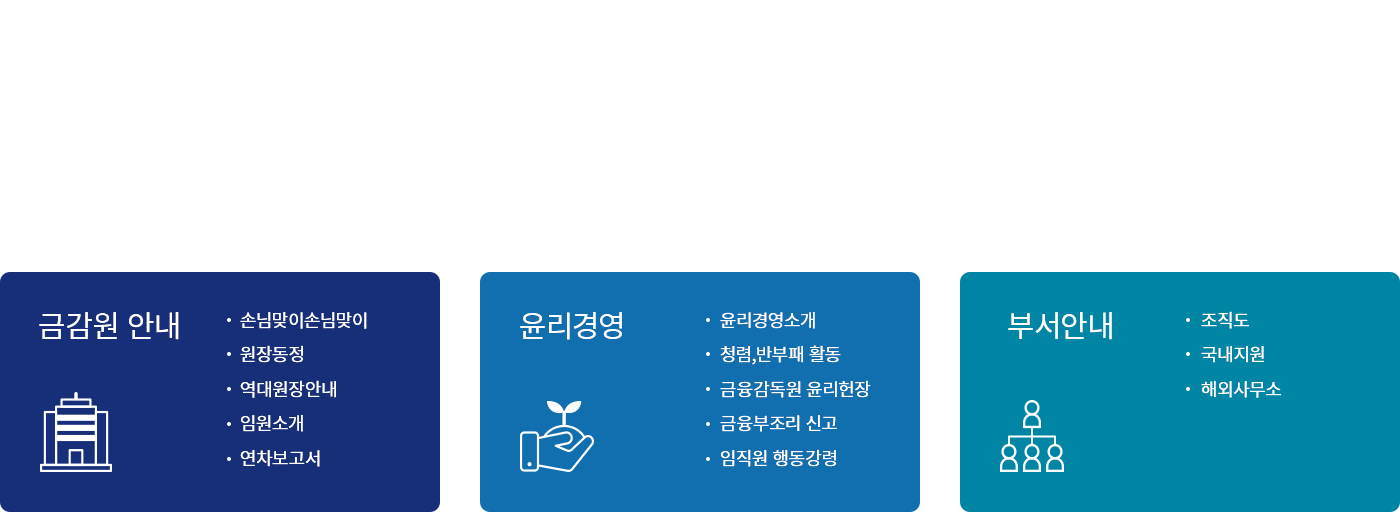 금감원 안내
손님맞이손님맞이
원장동정
역대원장안내
임원소개
연차보고서
윤리경영
윤리경영소개
청렴,반부패 활동
금융감독원 윤리헌장
금융부조리 신고
임직원 행동강령
부서안내
조직도
국내지원
해외사무소